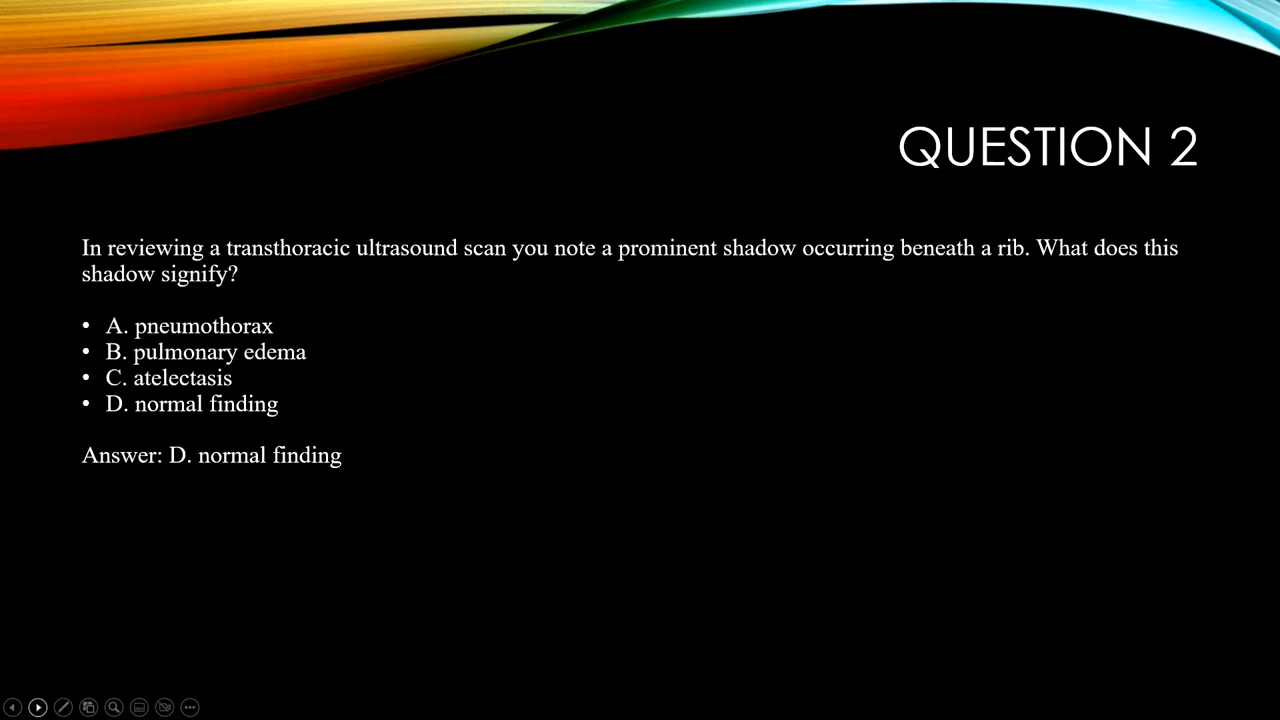 QUESTION 2
In reviewing a transthoracic ultrasound scan you note a prominent shadow occurring beneath a rib. What does this
shadow signify?
• A. pneumothorax
• B. pulmonary edema
• C. atelectasis
• D. normal finding
Answer: D. normal finding